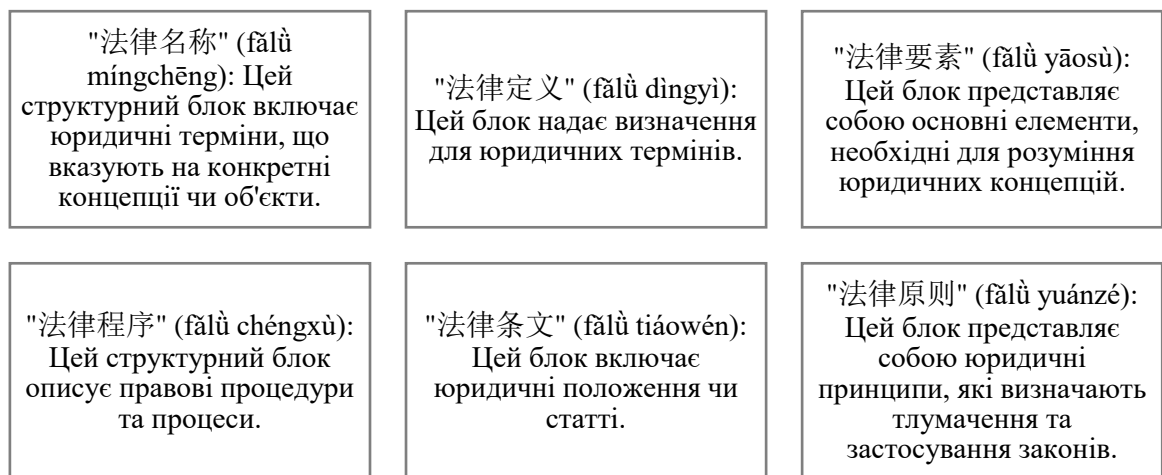 "法律名称" (fǎlǜ
míngchēng): Цей
структурний блок включає
юридичні терміни, що
вказують на конкретні
концепції чи об'єкти.
"法律定义" (fǎlǜ dìngyì):
Цей блок надає визначення
для юридичних термінів.
"法律要素" (fǎlǜ yāosù):
Цей блок представляє
собою основні елементи,
необхідні для розуміння
юридичних концепцій.
"法律程序" (fǎlǜ chéngxù):
Цей структурний блок
описує правові процедури
та процеси.
"法律条文" (fǎlǜ tiáowén):
Цей блок включає
юридичні положення чи
статті.
"法律原则" (fǎlǜ yuánzé):
Цей блок представляє
собою юридичні
принципи, які визначають
тлумачення та
застосування законів.